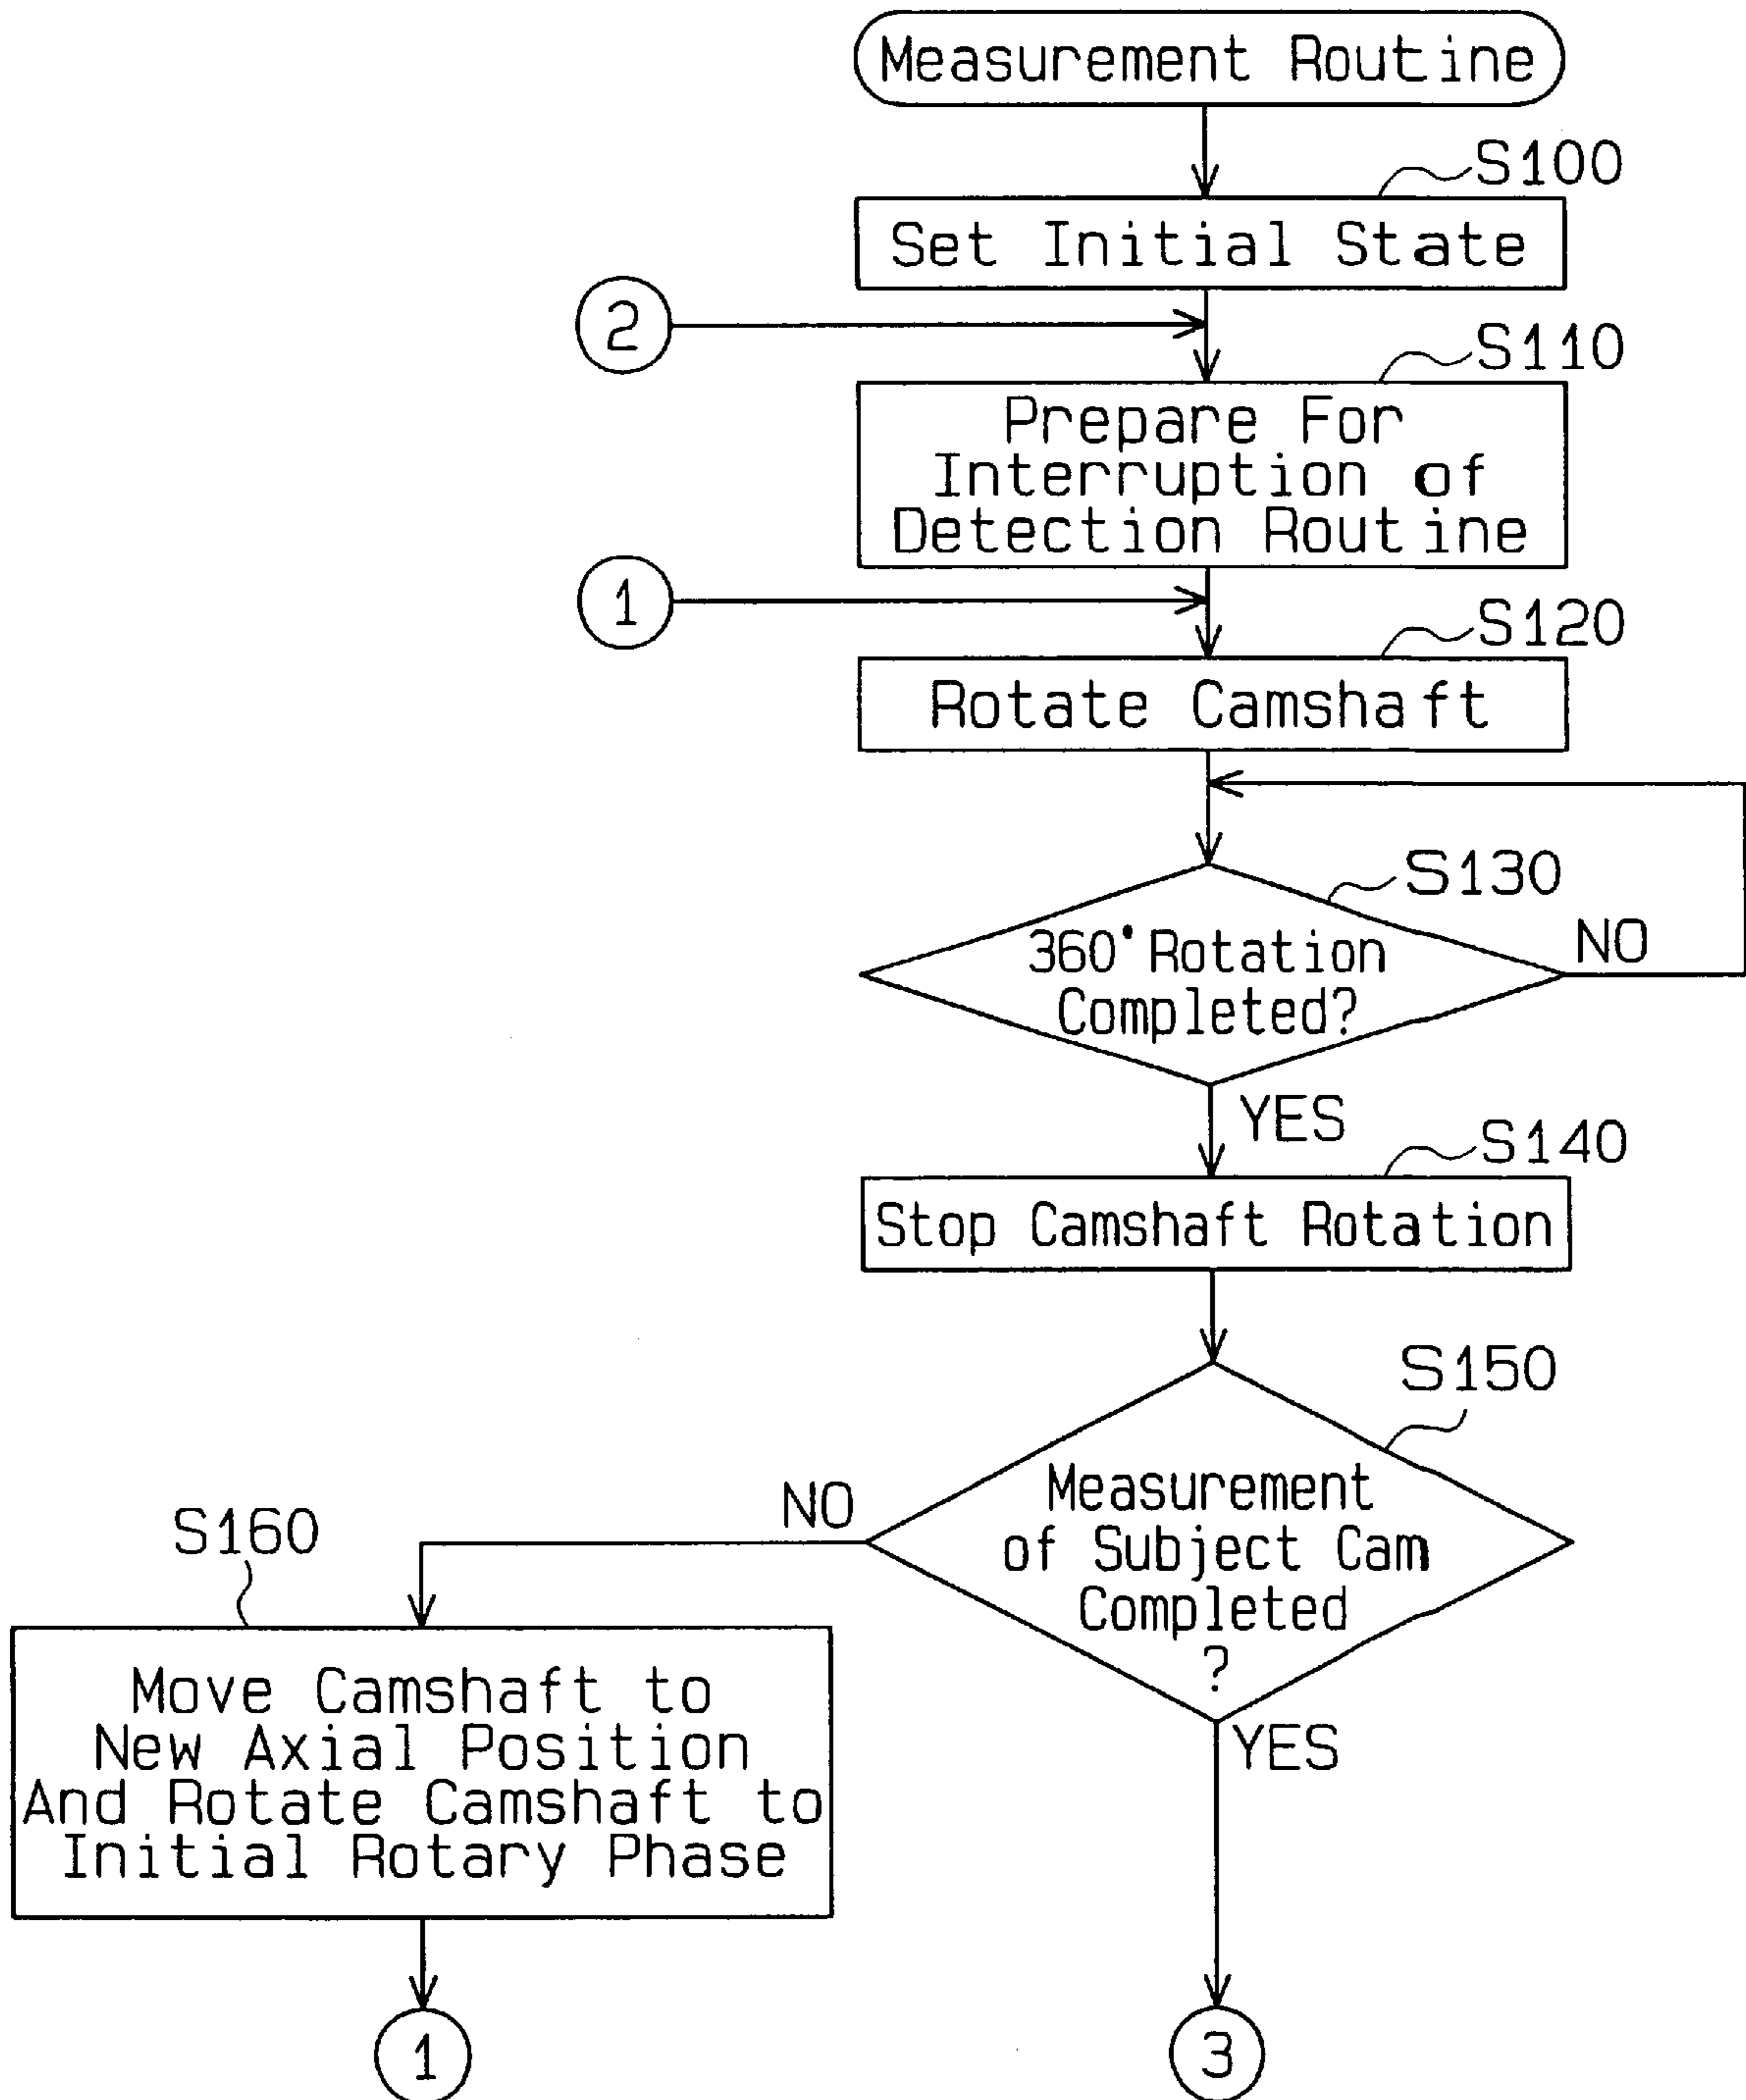 Measurement Routine
S100
Set Initial State
2
S110
Prepare For
Interruption of
Detection Routine
1
S120
Rotate Camshaft
S130
360° Rotation
Completed?
NO
YES
S140
Stop Camshaft Rotation
S150
Measurement
of Subject Cam
Completed
?
NO
YES
S160
Move Camshaft to
New Axial Position
And Rotate Camshaft to
Initial Rotary Phase
1
3